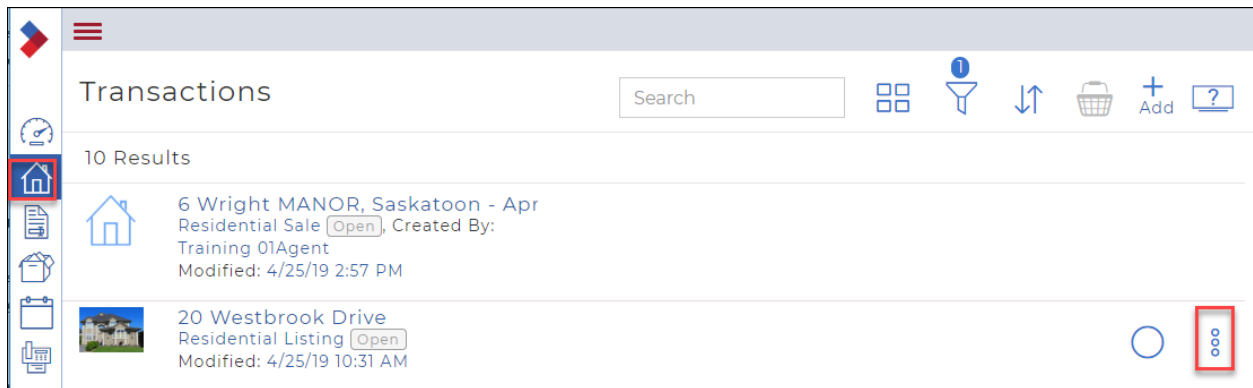 Transactions
Search
1
Add
?
10 Results
6 Wright MANOR, Saskatoon - Apr
Residential Sale Open, Created By:
Training 01Agent
Modified: 4/25/19 2:57 PM
20 Westbrook Drive
Residential Listing Open
Modified: 4/25/19 10:31 AM